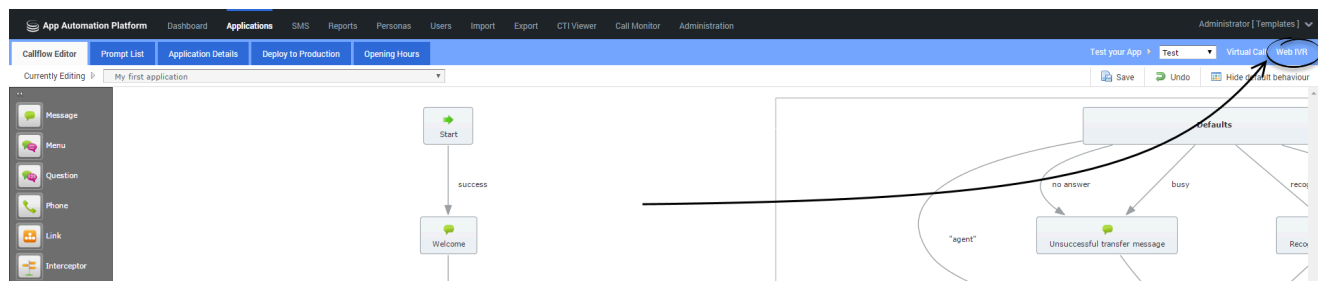 App Automation Platform Dashboard Applications SMS Reports Personas Users Import Export CTI Viewer Call Monitor Administration Administrator [ Templates ]
Callflow Editor Prompt List Application Details Deploy to Production Opening Hours Test your App Test Virtual Call Web IVR
Currently Editing My first application Save Undo Hide default behaviour
Message
Menu
Question
Phone
Link
Interceptor
Start
success
Welcome
Defaults
no answer
busy
"agent"
Unsuccessful transfer message